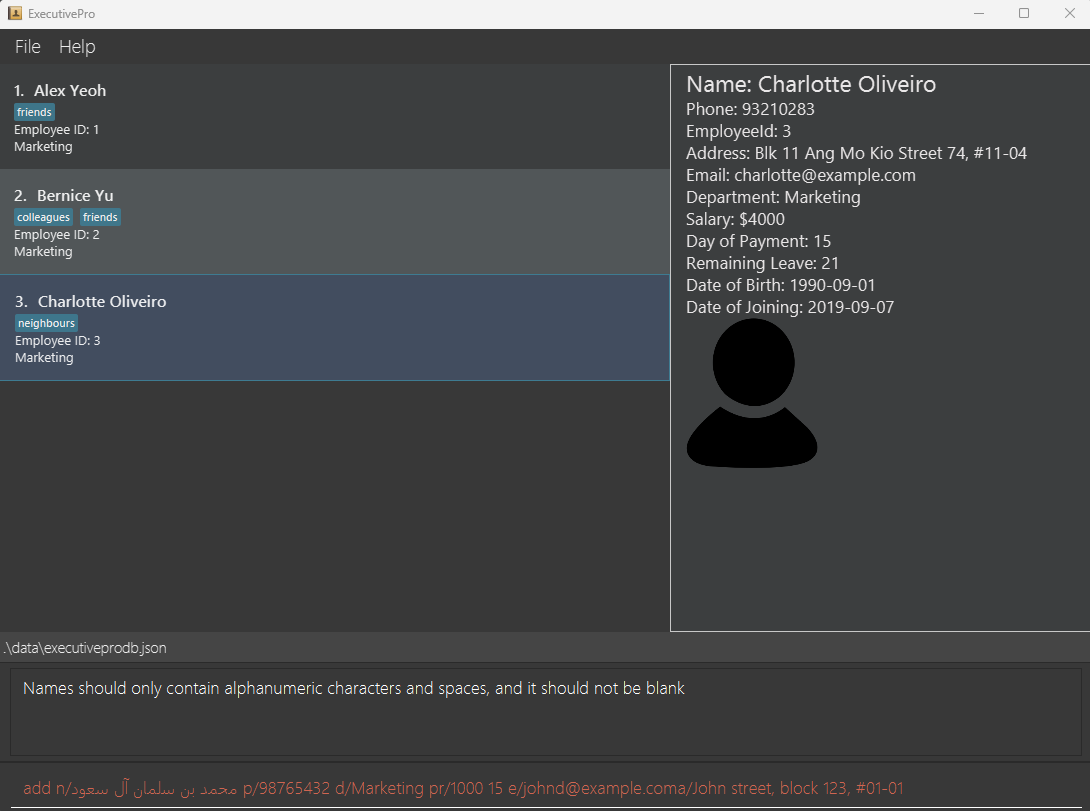 ExecutivePro
File Help
1. Alex Yeoh
friends
Employee ID: 1
Marketing
2. Bernice Yu
colleagues friends
Employee ID: 2
Marketing
3. Charlotte Oliveiro
neighbours
Employee ID: 3
Marketing
Name: Charlotte Oliveiro
Phone: 93210283
EmployeeId: 3
Address: Blk 11 Ang Mo Kio Street 74, #11-04
Email: charlotte@example.com
Department: Marketing
Salary: $4000
Day of Payment: 15
Remaining Leave: 21
Date of Birth: 1990-09-01
Date of Joining: 2019-09-07
.\data\executiveprodb.json
Names should only contain alphanumeric characters and spaces, and it should not be blank
add n/محمد بن سلمان آل سعود p/98765432 d/Marketing pr/1000 15 e/johnd@example.coma/John street, block 123, #01-01